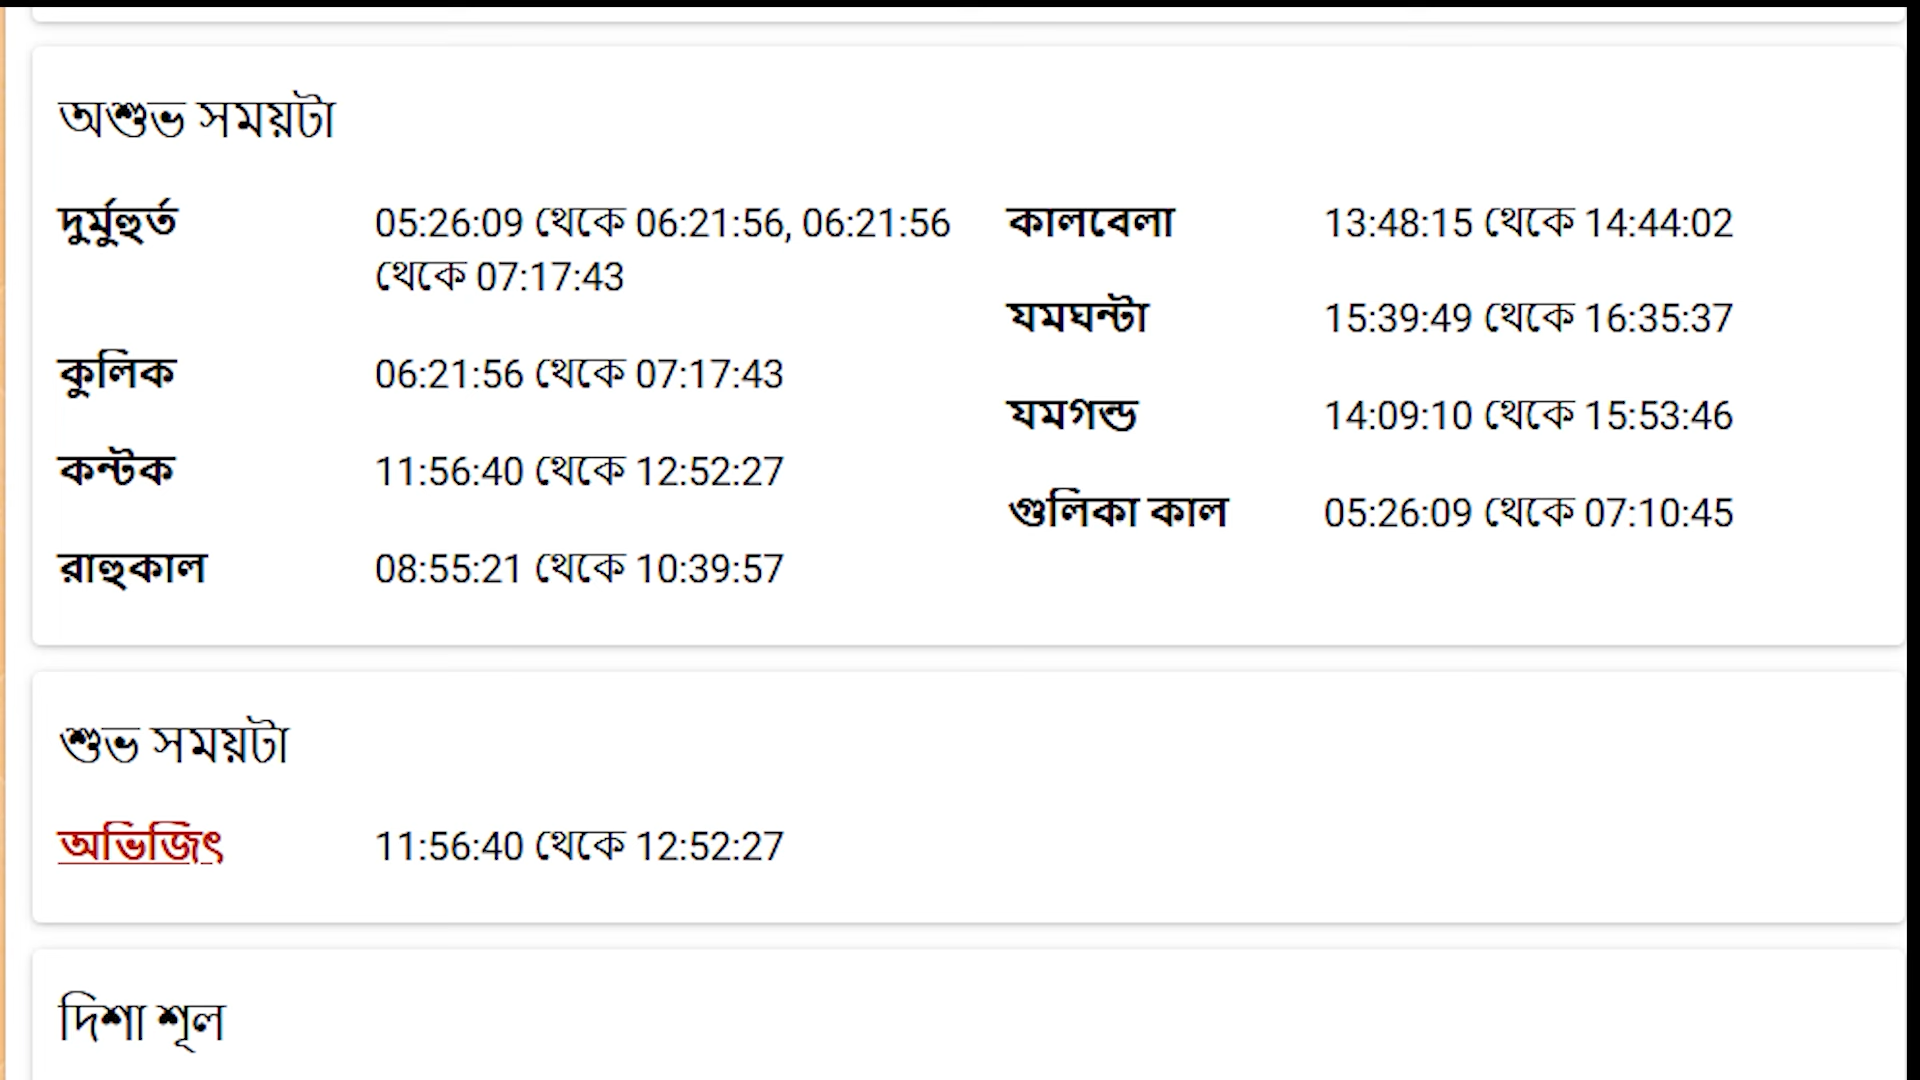 অশুভ সময়টা
দুর্মুহুর্ত 05:26:09 থেকে 06:21:56, 06:21:56
থেকে 07:17:43
কুলিক 06:21:56 থেকে 07:17:43
কন্টক 11:56:40 থেকে 12:52:27
রাহুকাল 08:55:21 থেকে 10:39:57
কালবেলা 13:48:15 থেকে 14:44:02
যমঘন্টা 15:39:49 থেকে 16:35:37
যমগন্ড 14:09:10 থেকে 15:53:46
গুলিকা কাল 05:26:09 থেকে 07:10:45
শুভ সময়টা
অভিজিৎ 11:56:40 থেকে 12:52:27
দিশা শূল